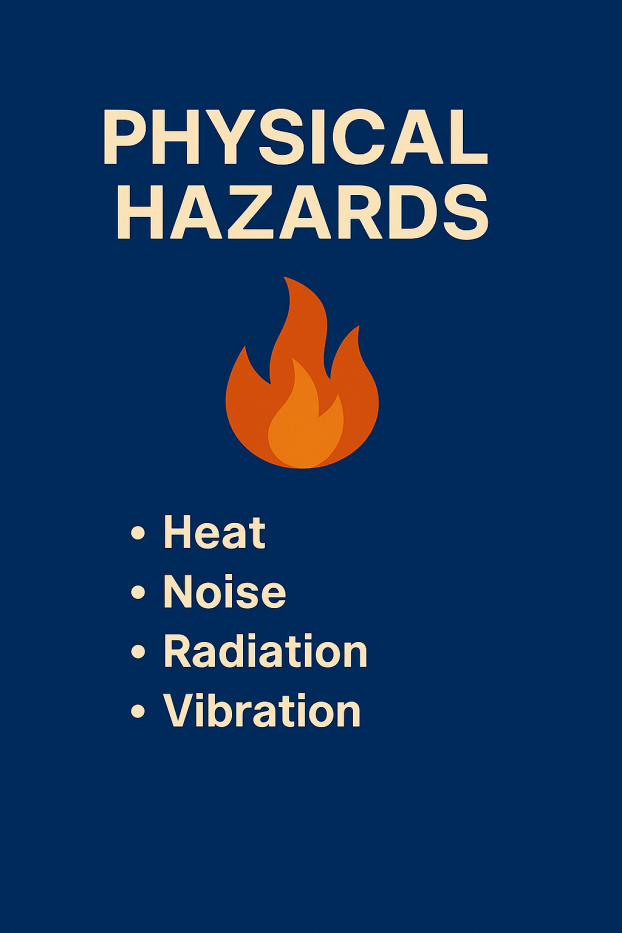 PHYSICAL
HAZARDS
• Heat
• Noise
• Radiation
• Vibration